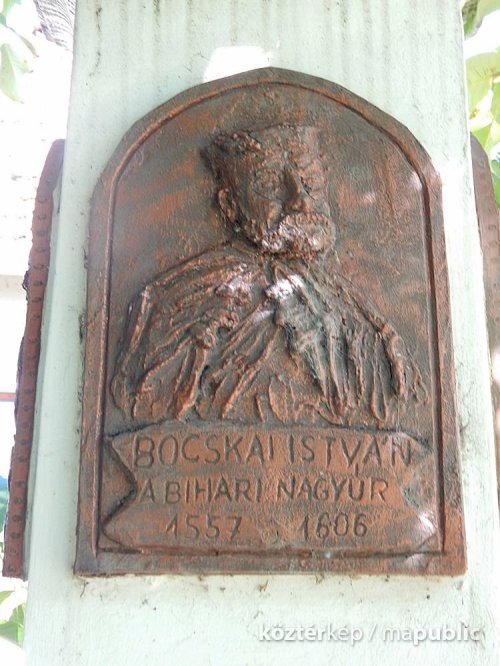 BOCSKAI ISTVÁN
A BIHARI NAGYÚR
1557 1606
köztérkép / mapublic